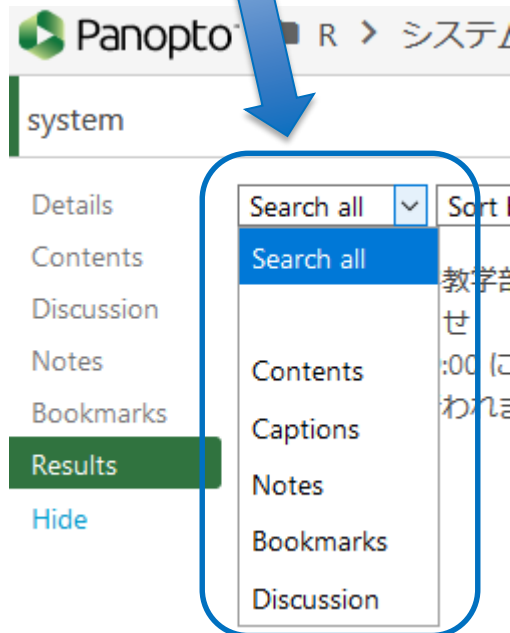 Panopto R > システム
system
Details
Contents
Discussion
Notes
Bookmarks
Results
Hide
Search all Sort
Search all
Contents
Captions
Notes
Bookmarks
Discussion
教学部
せ
:00 に
われま